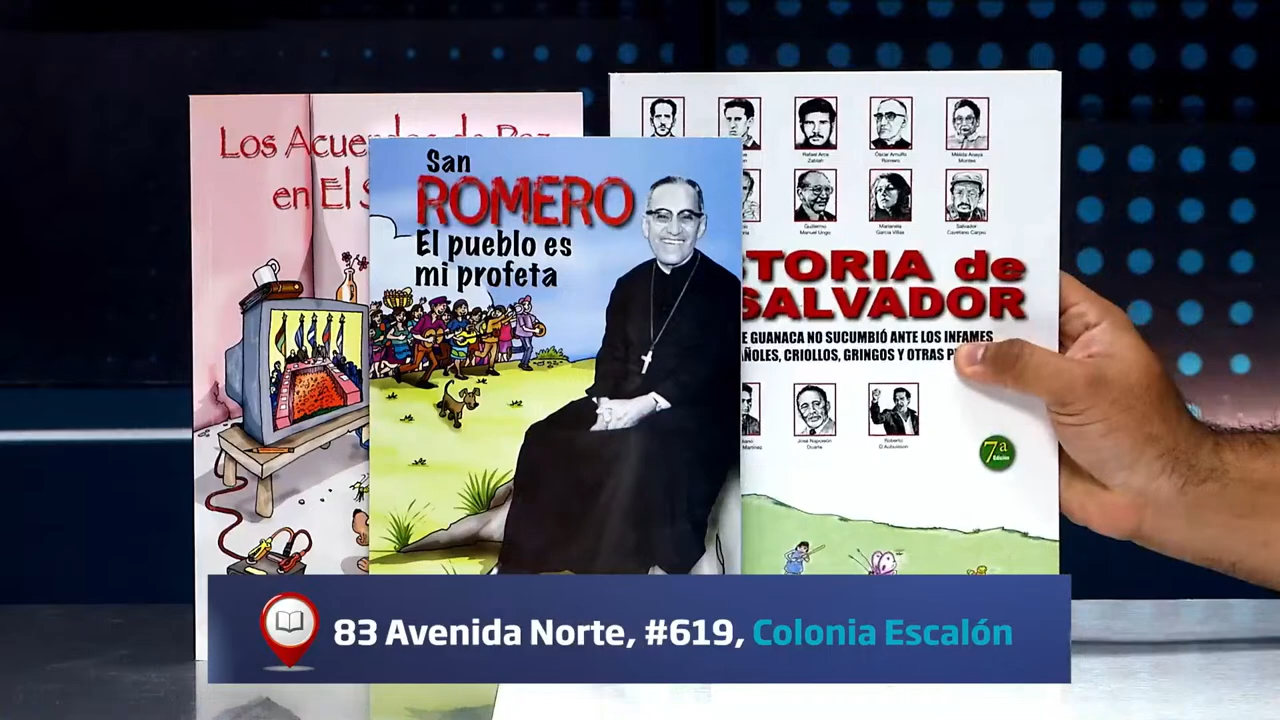 Los Acue
en El S
San
ROMERO
El pueblo es
mi profeta
Rafael Arce
Zablah
Óscar Arnulfo
Romero
Mélida Anaya
Montes
Guillermo
Manuel Ungo
Marianela
García Villas
Salvador
Cayetano Carpio
STORIA de
SALVADOR
E GUANACA NO SUCUMBIÓ ANTE LOS INFAMES
AÑOLES, CRIOLLOS, GRINGOS Y OTRAS P
Martínez
José Napoleón
Duarte
Roberto
D'Aubuisson
7ª
Edición
83 Avenida Norte, #619, Colonia Escalón